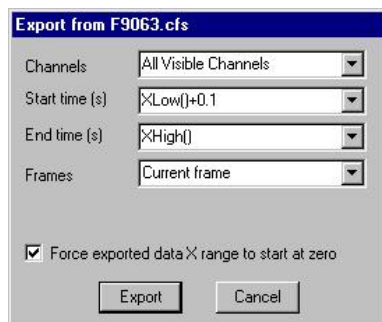 Export from F9063.cfs
Channels All Visible Channels
Start time (s) XLow()+0.1
End time (s) XHigh()
Frames Current frame
Force exported data X range to start at zero
Export Cancel